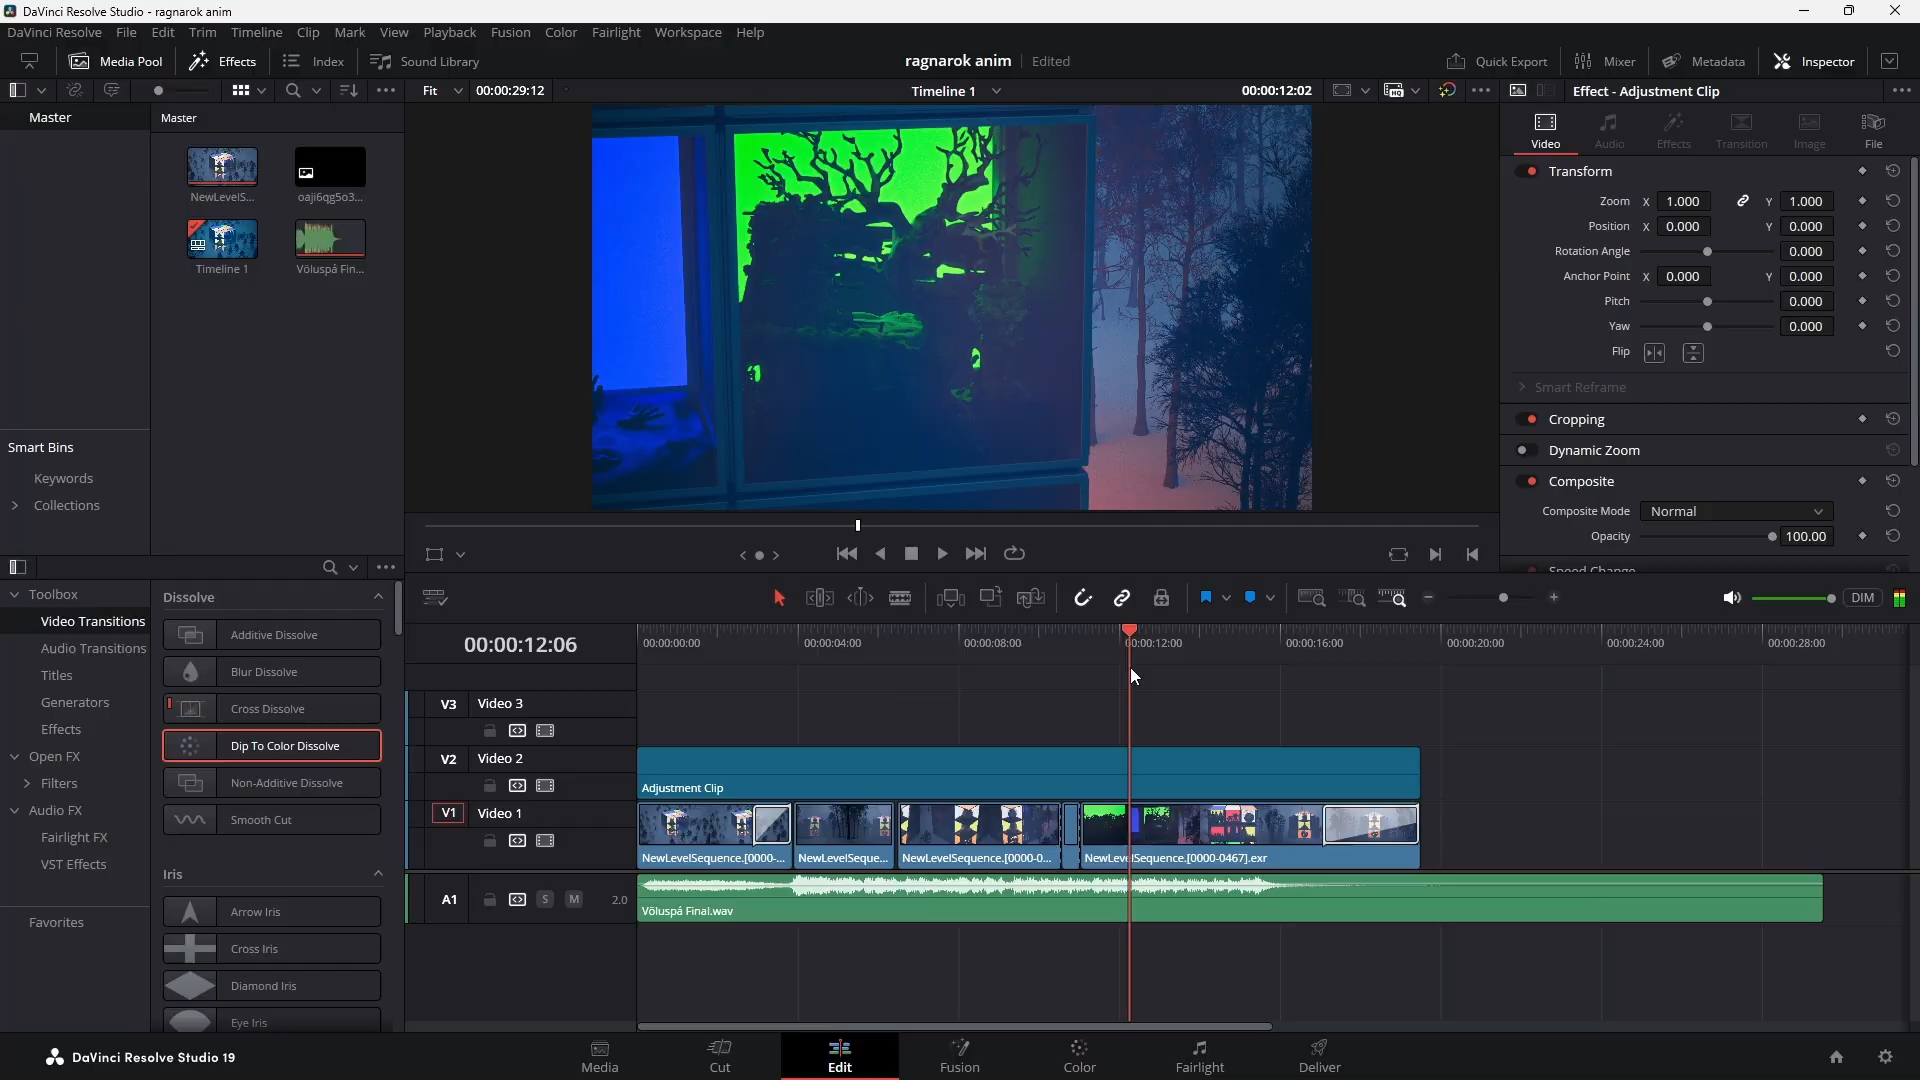 DaVinci Resolve Studio - ragnarok anim
DaVinci Resolve File Edit Trim Timeline Clip Mark View Playback Fusion Color Fairlight Workspace Help
Media Pool Effects Index Sound Library ragnarok anim Edited Quick Export Mixer Metadata Inspector
Fit 00:00:29:12 Timeline 1 00:00:12:02 Effect - Adjustment Clip
Master Master
NewLevelS... oaji6qg5o3...
Timeline 1 Völuspá Fin...
Smart Bins
Keywords
Collections
Video Audio Effects Transition Image File
Transform
Zoom X 1.000 Y 1.000
Position X 0.000 Y 0.000
Rotation Angle 0.000
Anchor Point X 0.000 Y 0.000
Pitch 0.000
Yaw 0.000
Flip
Smart Reframe
Cropping
Dynamic Zoom
Composite
Composite Mode Normal
Opacity 100.00
Speed Change
Toolbox
Video Transitions
Audio Transitions
Titles
Generators
Effects
Open FX
Filters
Audio FX
Fairlight FX
VST Effects
Favorites
Dissolve
Additive Dissolve
Blur Dissolve
Cross Dissolve
Dip To Color Dissolve
Non-Additive Dissolve
Smooth Cut
Iris
Arrow Iris
Cross Iris
Diamond Iris
Eye Iris
DIM
00:00:12:06 00:00:00:00 00:00:04:00 00:00:08:00 00:00:12:00 00:00:16:00 00:00:20:00 00:00:24:00 00:00:28:00
V3 Video 3
V2 Video 2
Adjustment Clip
V1 Video 1
NewLevelSequence.[0000-... NewLevelSeque... NewLevelSequence.[0000-0... NewLevelSequence.[0000-0467].exr
A1 S M 2.0
Völuspá Final.wav
DaVinci Resolve Studio 19
Media Cut Edit Fusion Color Fairlight Deliver